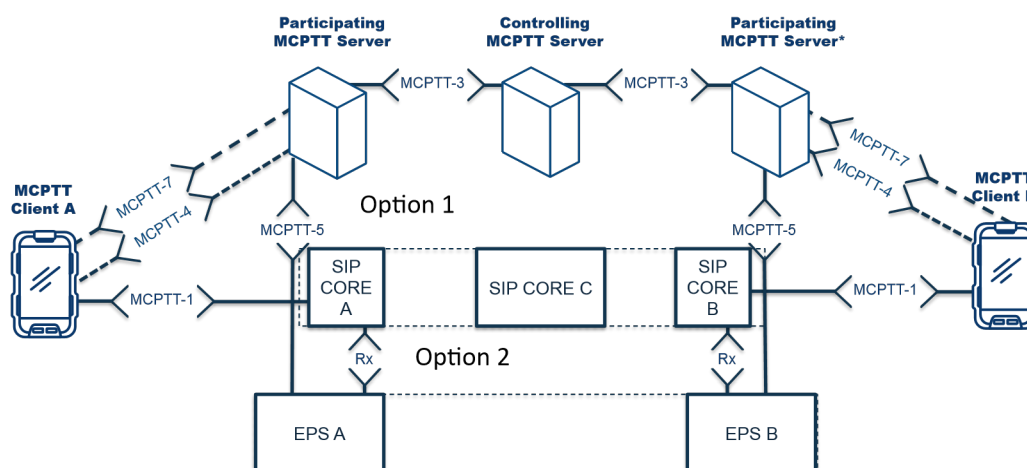 Participating
MCPTT Server
Controlling
MCPTT Server
Participating
MCPTT Server*
MCPTT-3
MCPTT-3
MCPTT-7
MCPTT-4
MCPTT-7
MCPTT-4
MCPTT
Client A
MCPTT
Client
Option 1
MCPTT-5
MCPTT-5
SIP
CORE
A
SIP CORE C
SIP
CORE
B
MCPTT-1
MCPTT-1
Rx
Option 2
Rx
EPS A
EPS B